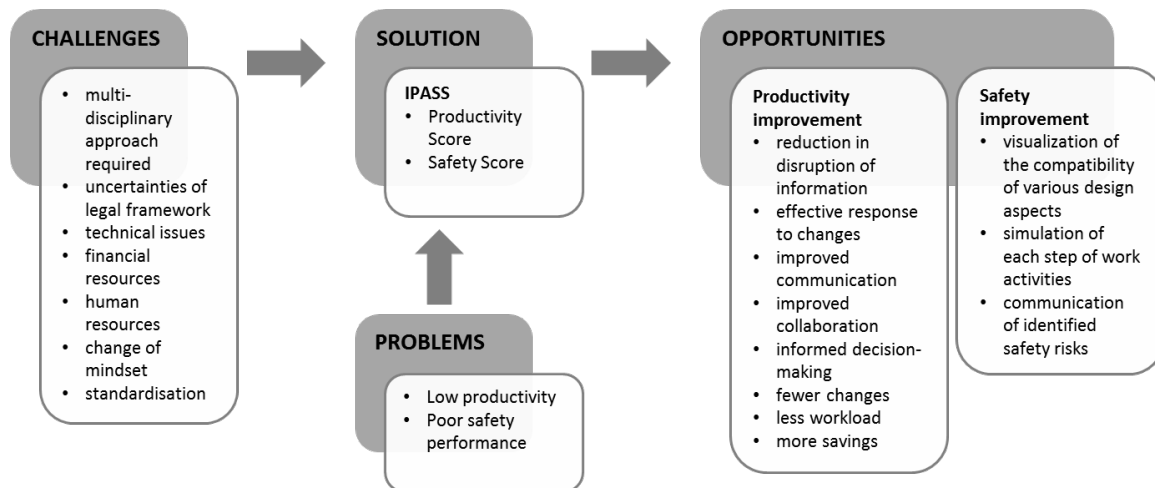 CHALLENGES
• multi-
disciplinary
approach
required
• uncertainties of
legal framework
• technical issues
• financial
resources
• human
resources
• change of
mindset
• standardisation
SOLUTION
IPASS
• Productivity
Score
• Safety Score
PROBLEMS
• Low productivity
• Poor safety
performance
OPPORTUNITIES
Productivity
improvement
• reduction in
disruption of
information
• effective response
to changes
• improved
communication
• improved
collaboration
• informed decision-
making
• fewer changes
• less workload
• more savings
Safety
improvement
• visualization of
the compatibility
of various design
aspects
• simulation of
each step of work
activities
• communication
of identified
safety risks